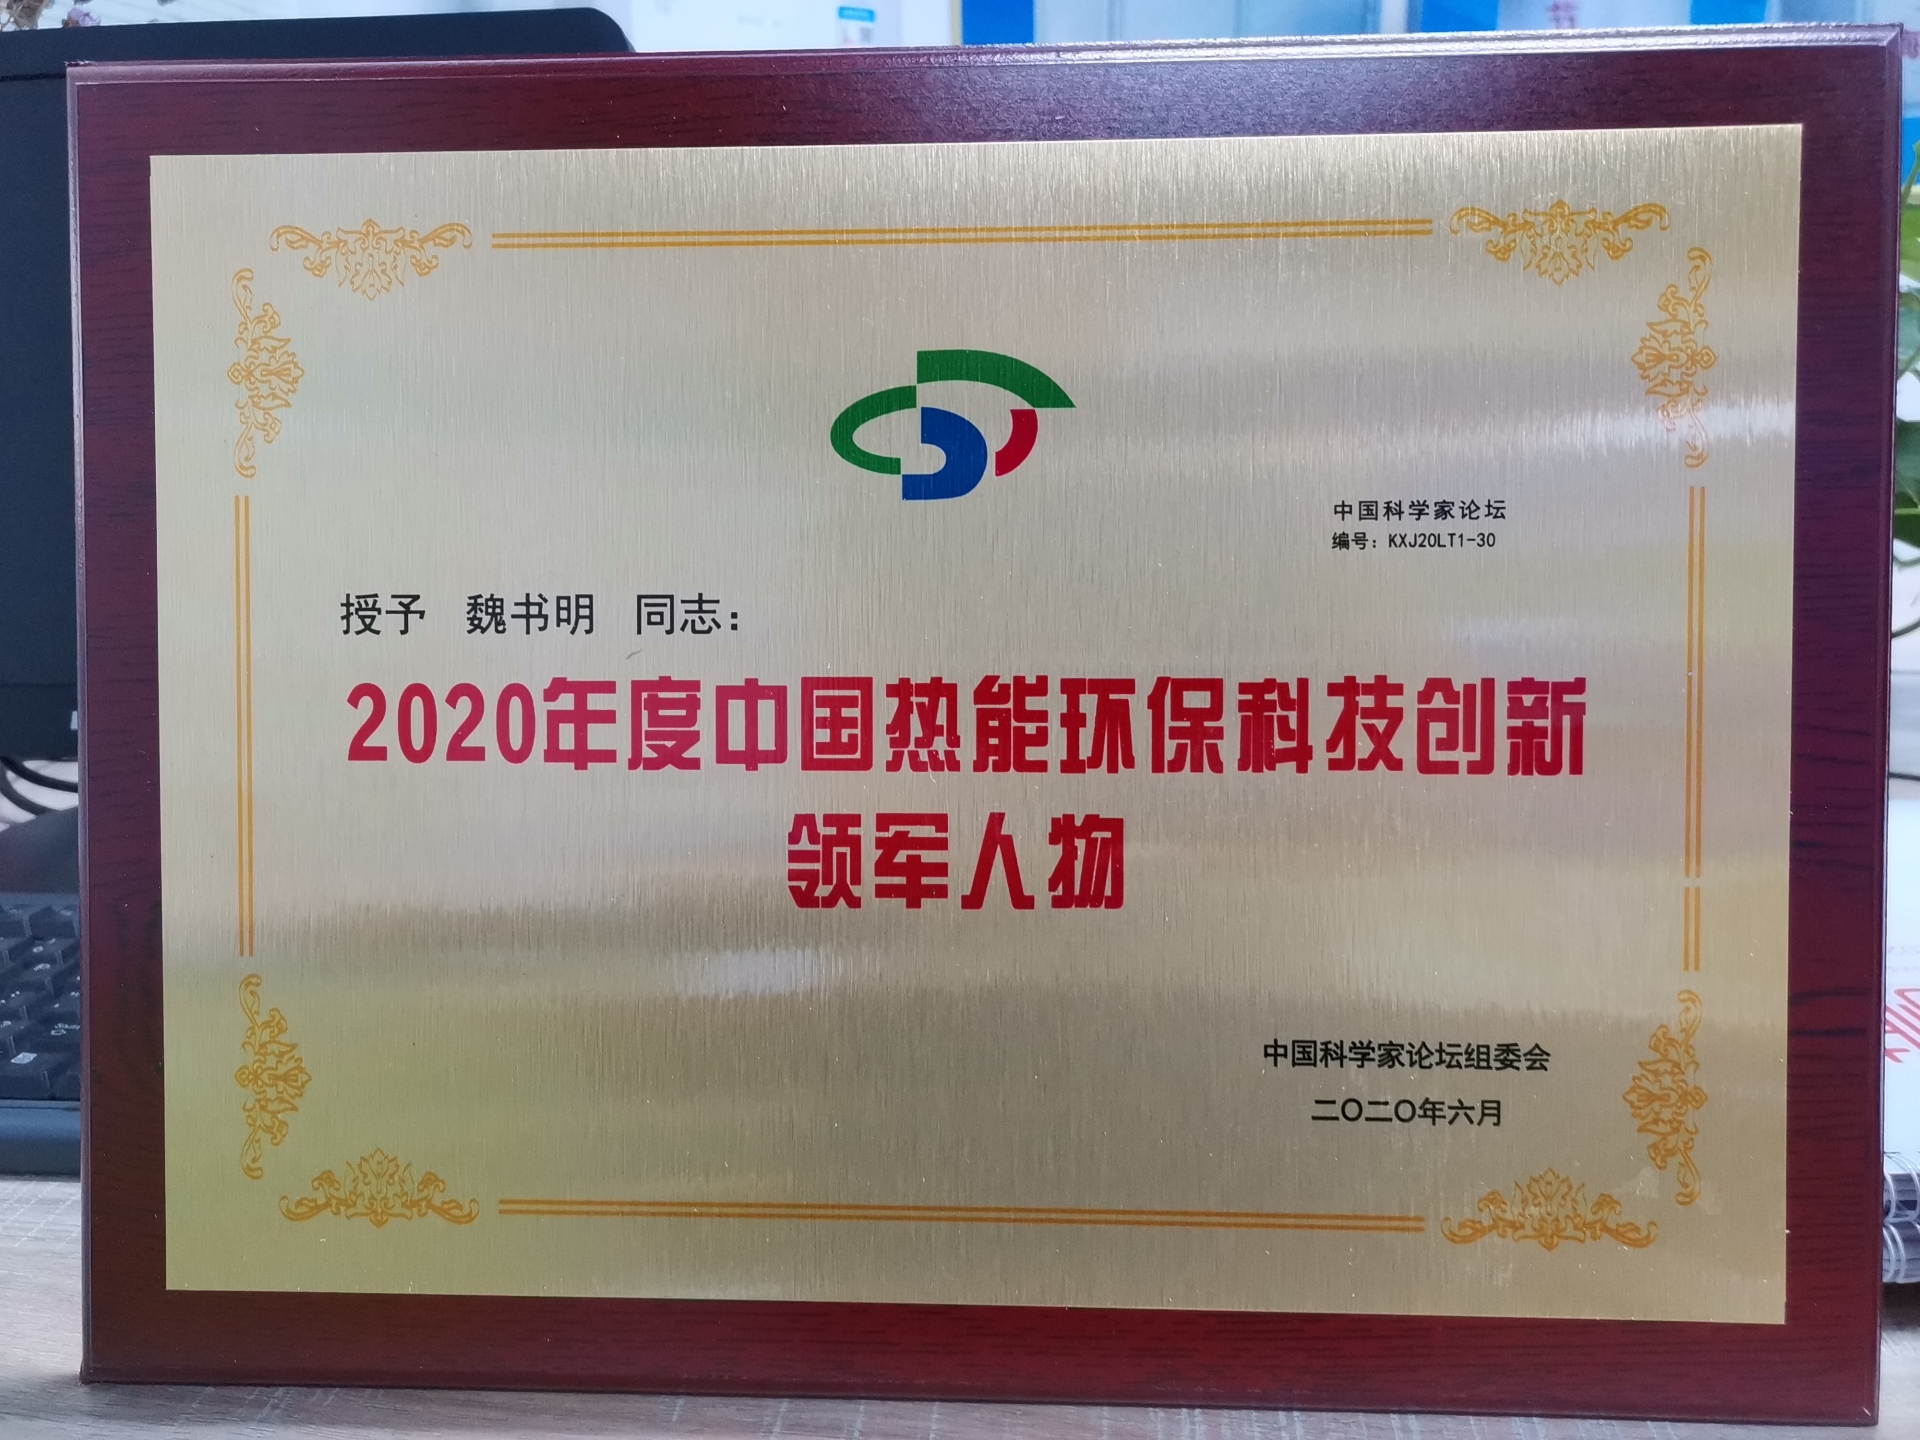 中国科学家论坛
编号：KXJ20LT1-30
授予 魏书明 同志：
2020年度中国热能环保科技创新
领军人物
中国科学家论坛组委会
二〇二〇年六月